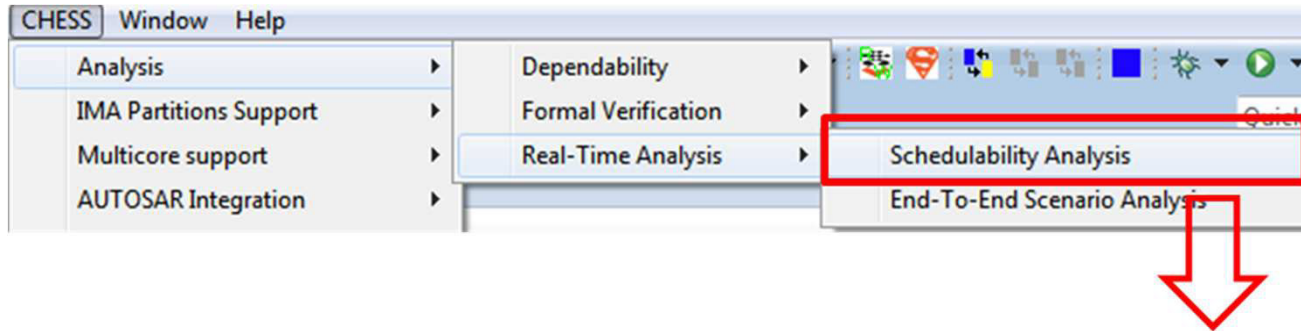 CHESS Window Help
Analysis Dependability
IMA Partitions Support Formal Verification Quick
Multicore support Real-Time Analysis Schedulability Analysis
AUTOSAR Integration End-To-End Scenario Analysis